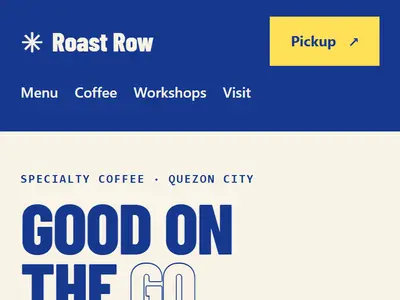 Roast Row
Pickup ↗
Menu Coffee Workshops Visit
SPECIALTY COFFEE · QUEZON CITY
GOOD ON
THE GO